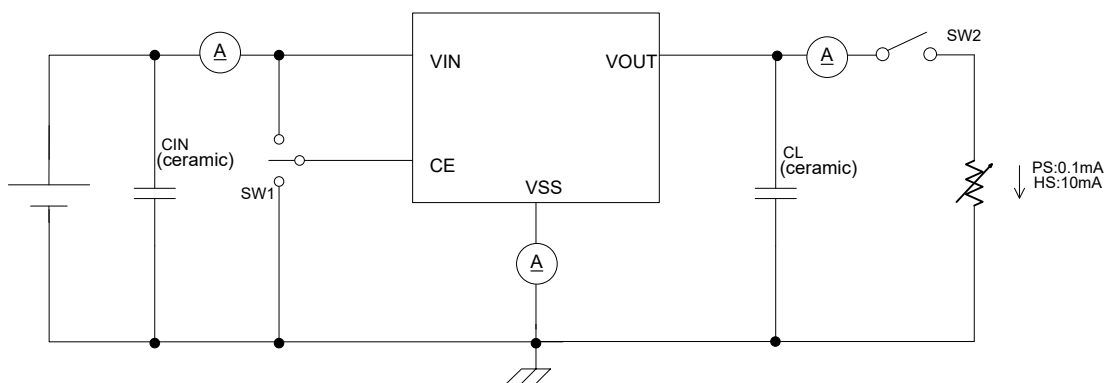 A
A
SW2
VIN
VOUT
CIN
(ceramic)
CE
SW1
CL
(ceramic)
PS:0.1mA
HS:10mA
VSS
A